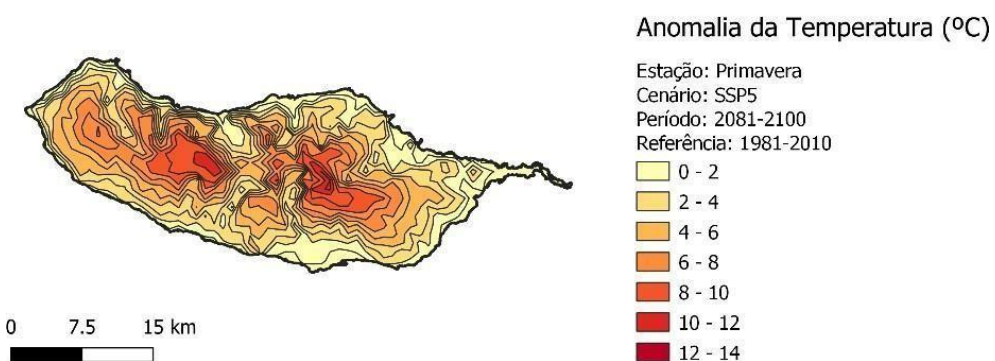 Anomalia da Temperatura (ºC)
Estação: Primavera
Cenário: SSP5
Período: 2081-2100
Referência: 1981-2010
0 - 2
2 - 4
4 - 6
6 - 8
8 - 10
10 - 12
12 - 14
0 7.5 15 km